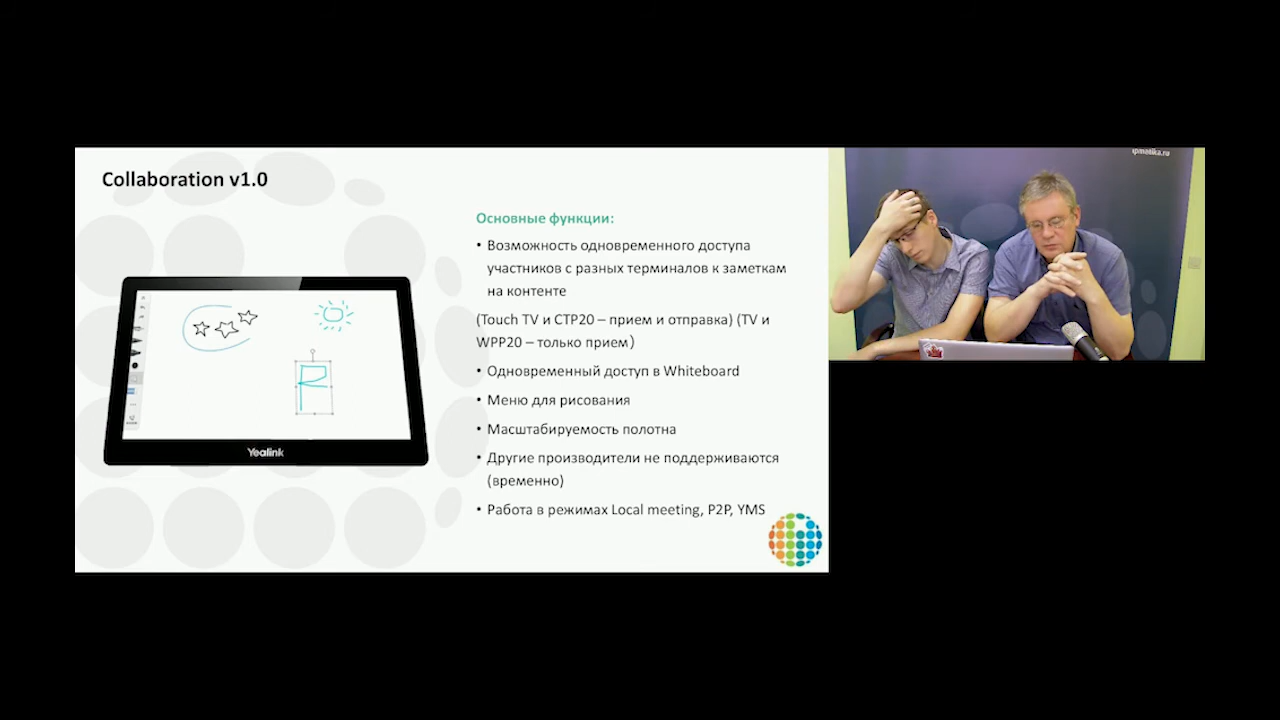 Collaboration v1.0
Основные функции:
• Возможность одновременного доступа
участников с разных терминалов к заметкам
на контенте
(Touch TV и CTP20 – прием и отправка) (TV и
WPP20 – только прием)
• Одновременный доступ в Whiteboard
• Меню для рисования
• Масштабируемость полотна
• Другие производители не поддерживаются
(временно)
• Работа в режимах Local meeting, P2P, YMS
Yealink
ipmatika.ru